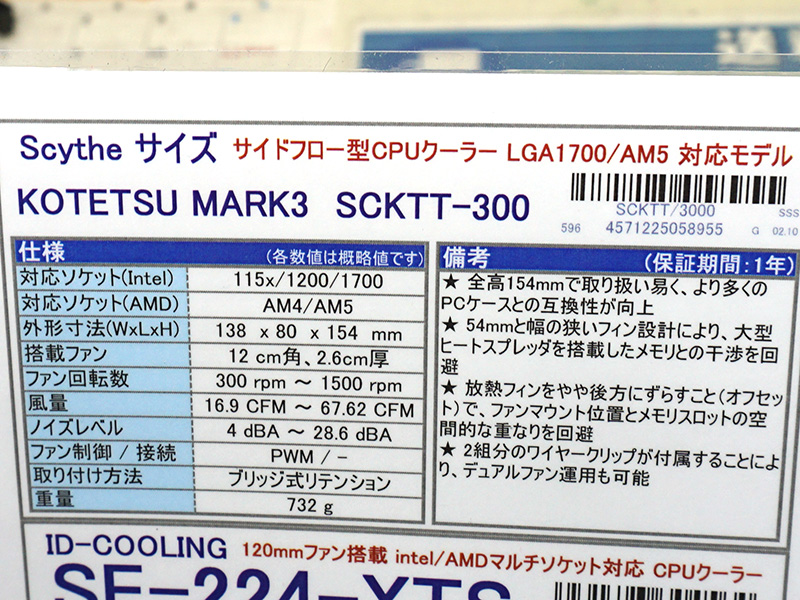 Scythe サイズ サイドフロー型CPUクーラー LGA1700/AM5 対応モデル
KOTETSU MARK3 SCKTT-300
SCKTT/3000 SSS
596 4571225058955 G 02.10
仕様 (各数値は概略値です)
対応ソケット(Intel) 115x/1200/1700
対応ソケット(AMD) AM4/AM5
外形寸法(WxLxH) 138 x 80 x 154 mm
搭載ファン 12 cm角、2.6cm厚
ファン回転数 300 rpm ～ 1500 rpm
風量 16.9 CFM ～ 67.62 CFM
ノイズレベル 4 dBA ～ 28.6 dBA
ファン制御 / 接続 PWM / -
取り付け方法 ブリッジ式リテンション
重量 732 g
備考 (保証期間：1年)
★ 全高154mmで取り扱い易く、より多くの
PCケースとの互換性が向上
★ 54mmと幅の狭いフィン設計により、大型
ヒートスプレッダを搭載したメモリとの干渉を回
避
★ 放熱フィンをやや後方にずらすこと(オフセッ
ト)で、ファンマウント位置とメモリスロットの空
間的な重なりを回避
★ 2組分のワイヤークリップが付属することによ
り、デュアルファン運用も可能
ID-COOLING 120mmファン搭載 intel/AMDマルチソケット対応 CPUクーラー
SE-224-XTS